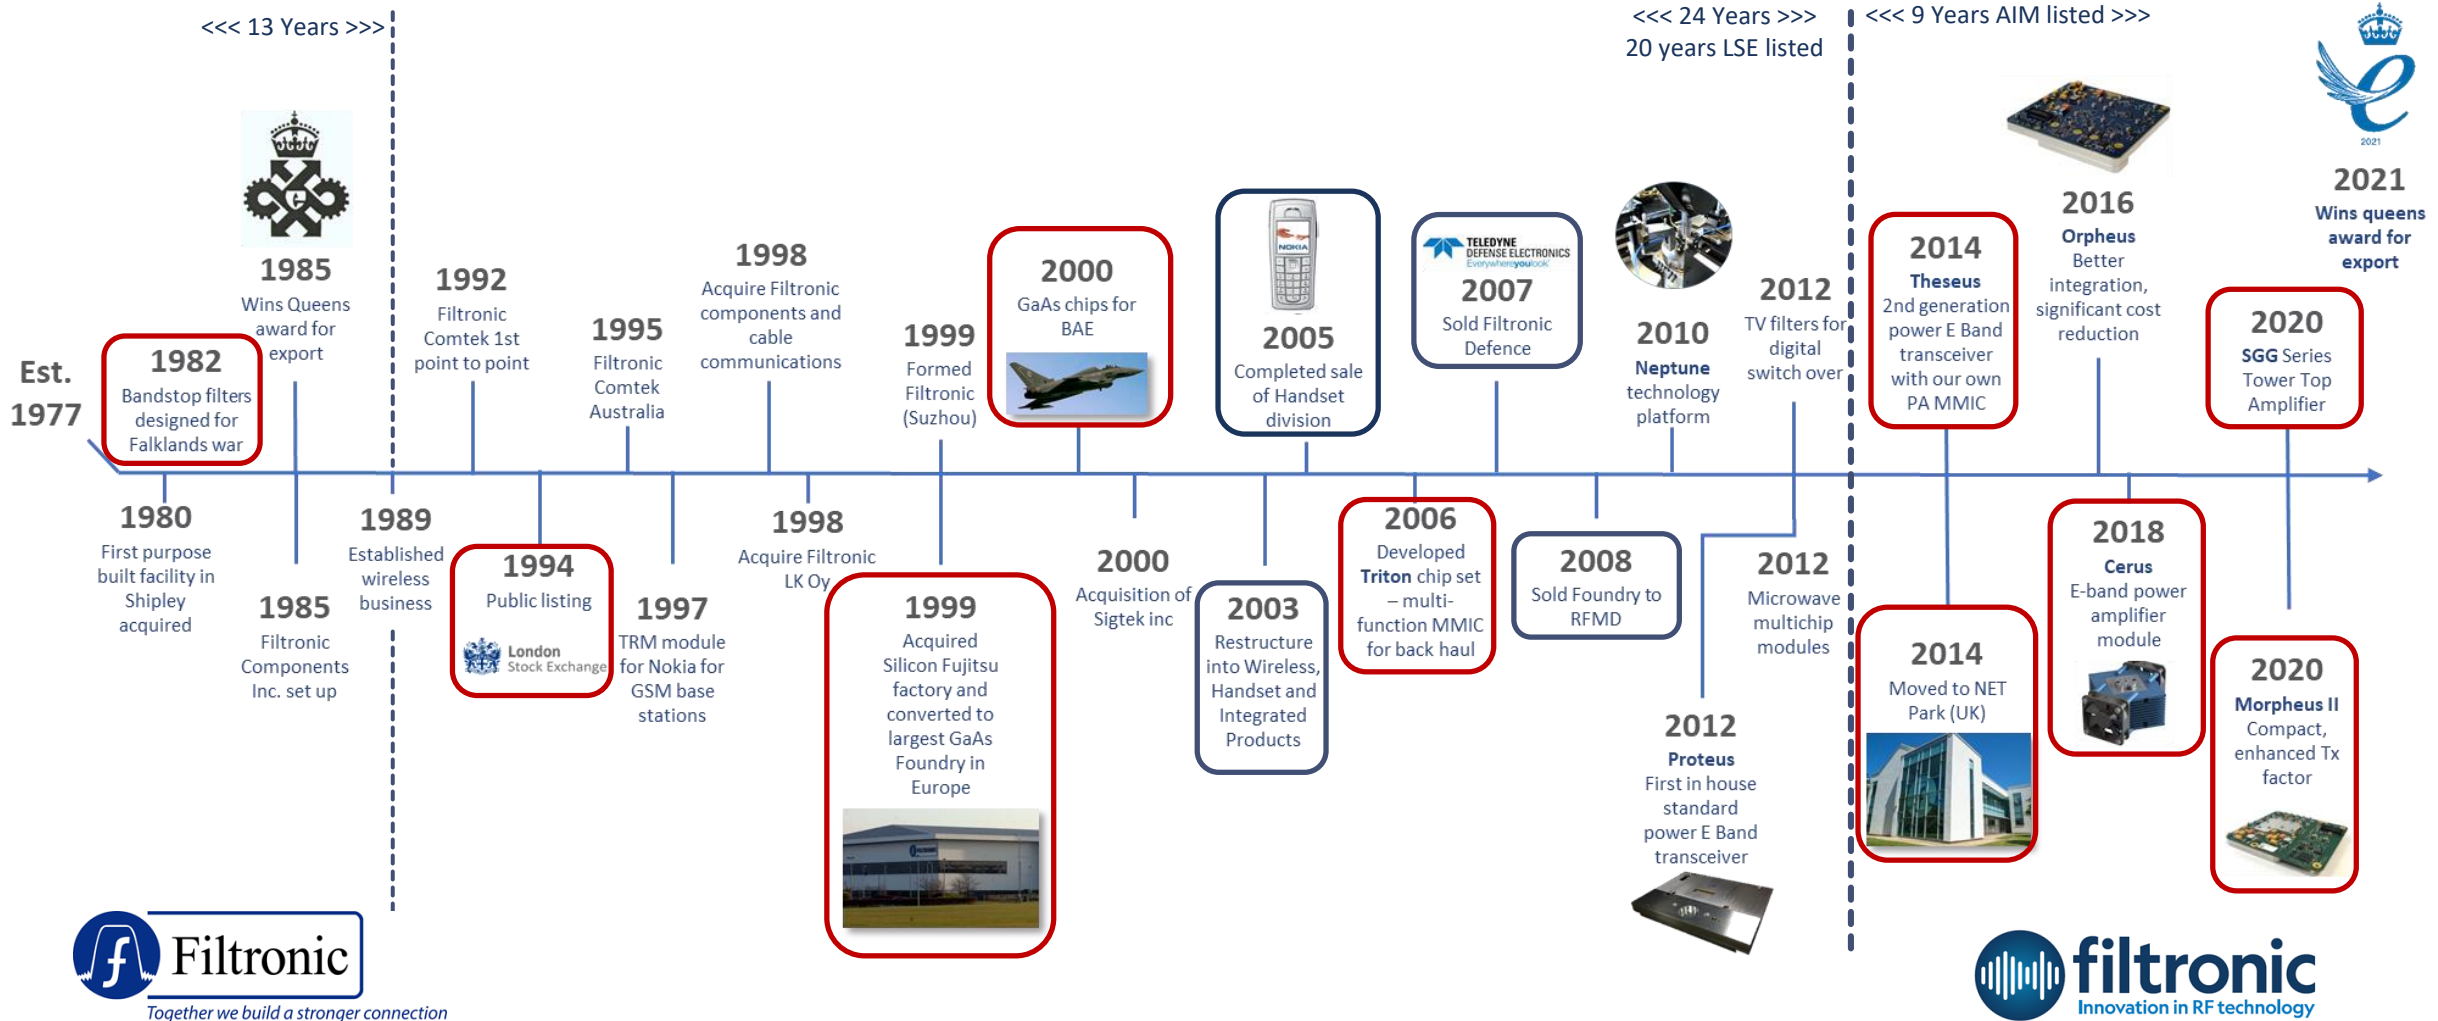 <<< 13 Years >>>
<<< 24 Years >>>
20 years LSE listed
<<< 9 Years AIM listed >>>
Est.
1977
1982
Bandstop filters
designed for
Falklands war
1980
First purpose
built facility in
Shipley
acquired
1985
Wins Queens
award for
export
1985
Filtronic
Components
Inc. set up
1989
Established
wireless
business
1992
Filtronic
Comtek 1st
point to point
1994
Public listing
London
Stock Exchange
1995
Filtronic
Comtek
Australia
1997
TRM module
for Nokia for
GSM base
stations
1998
Acquire Filtronic
components and
cable
communications
1998
Acquire Filtronic
LK Oy
1999
Formed
Filtronic
(Suzhou)
1999
Acquired
Silicon Fujitsu
factory and
converted to
largest GaAs
Foundry in
Europe
2000
GaAs chips for
BAE
2000
Acquisition of
Sigtek inc
2003
Restructure
into Wireless,
Handset and
Integrated
Products
NOKIA
2005
Completed sale
of Handset
division
2006
Developed
Triton chip set
– multi-
function MMIC
for back haul
TELEDYNE
DEFENSE ELECTRONICS
Everywhereyoulook
2007
Sold Filtronic
Defence
2008
Sold Foundry to
RFMD
2010
Neptune
technology
platform
2012
TV filters for
digital
switch over
2012
Microwave
multichip
modules
2012
Proteus
First in house
standard
power E Band
transceiver
2014
Theseus
2nd generation
power E Band
transceiver
with our own
PA MMIC
2014
Moved to NET
Park (UK)
2016
Orpheus
Better
integration,
significant cost
reduction
2018
Cerus
E-band power
amplifier
module
2020
SGG Series
Tower Top
Amplifier
2020
Morpheus II
Compact,
enhanced Tx
factor
2021
2021
Wins queens
award for
export
f Filtronic
Together we build a stronger connection
filtronic
Innovation in RF technology